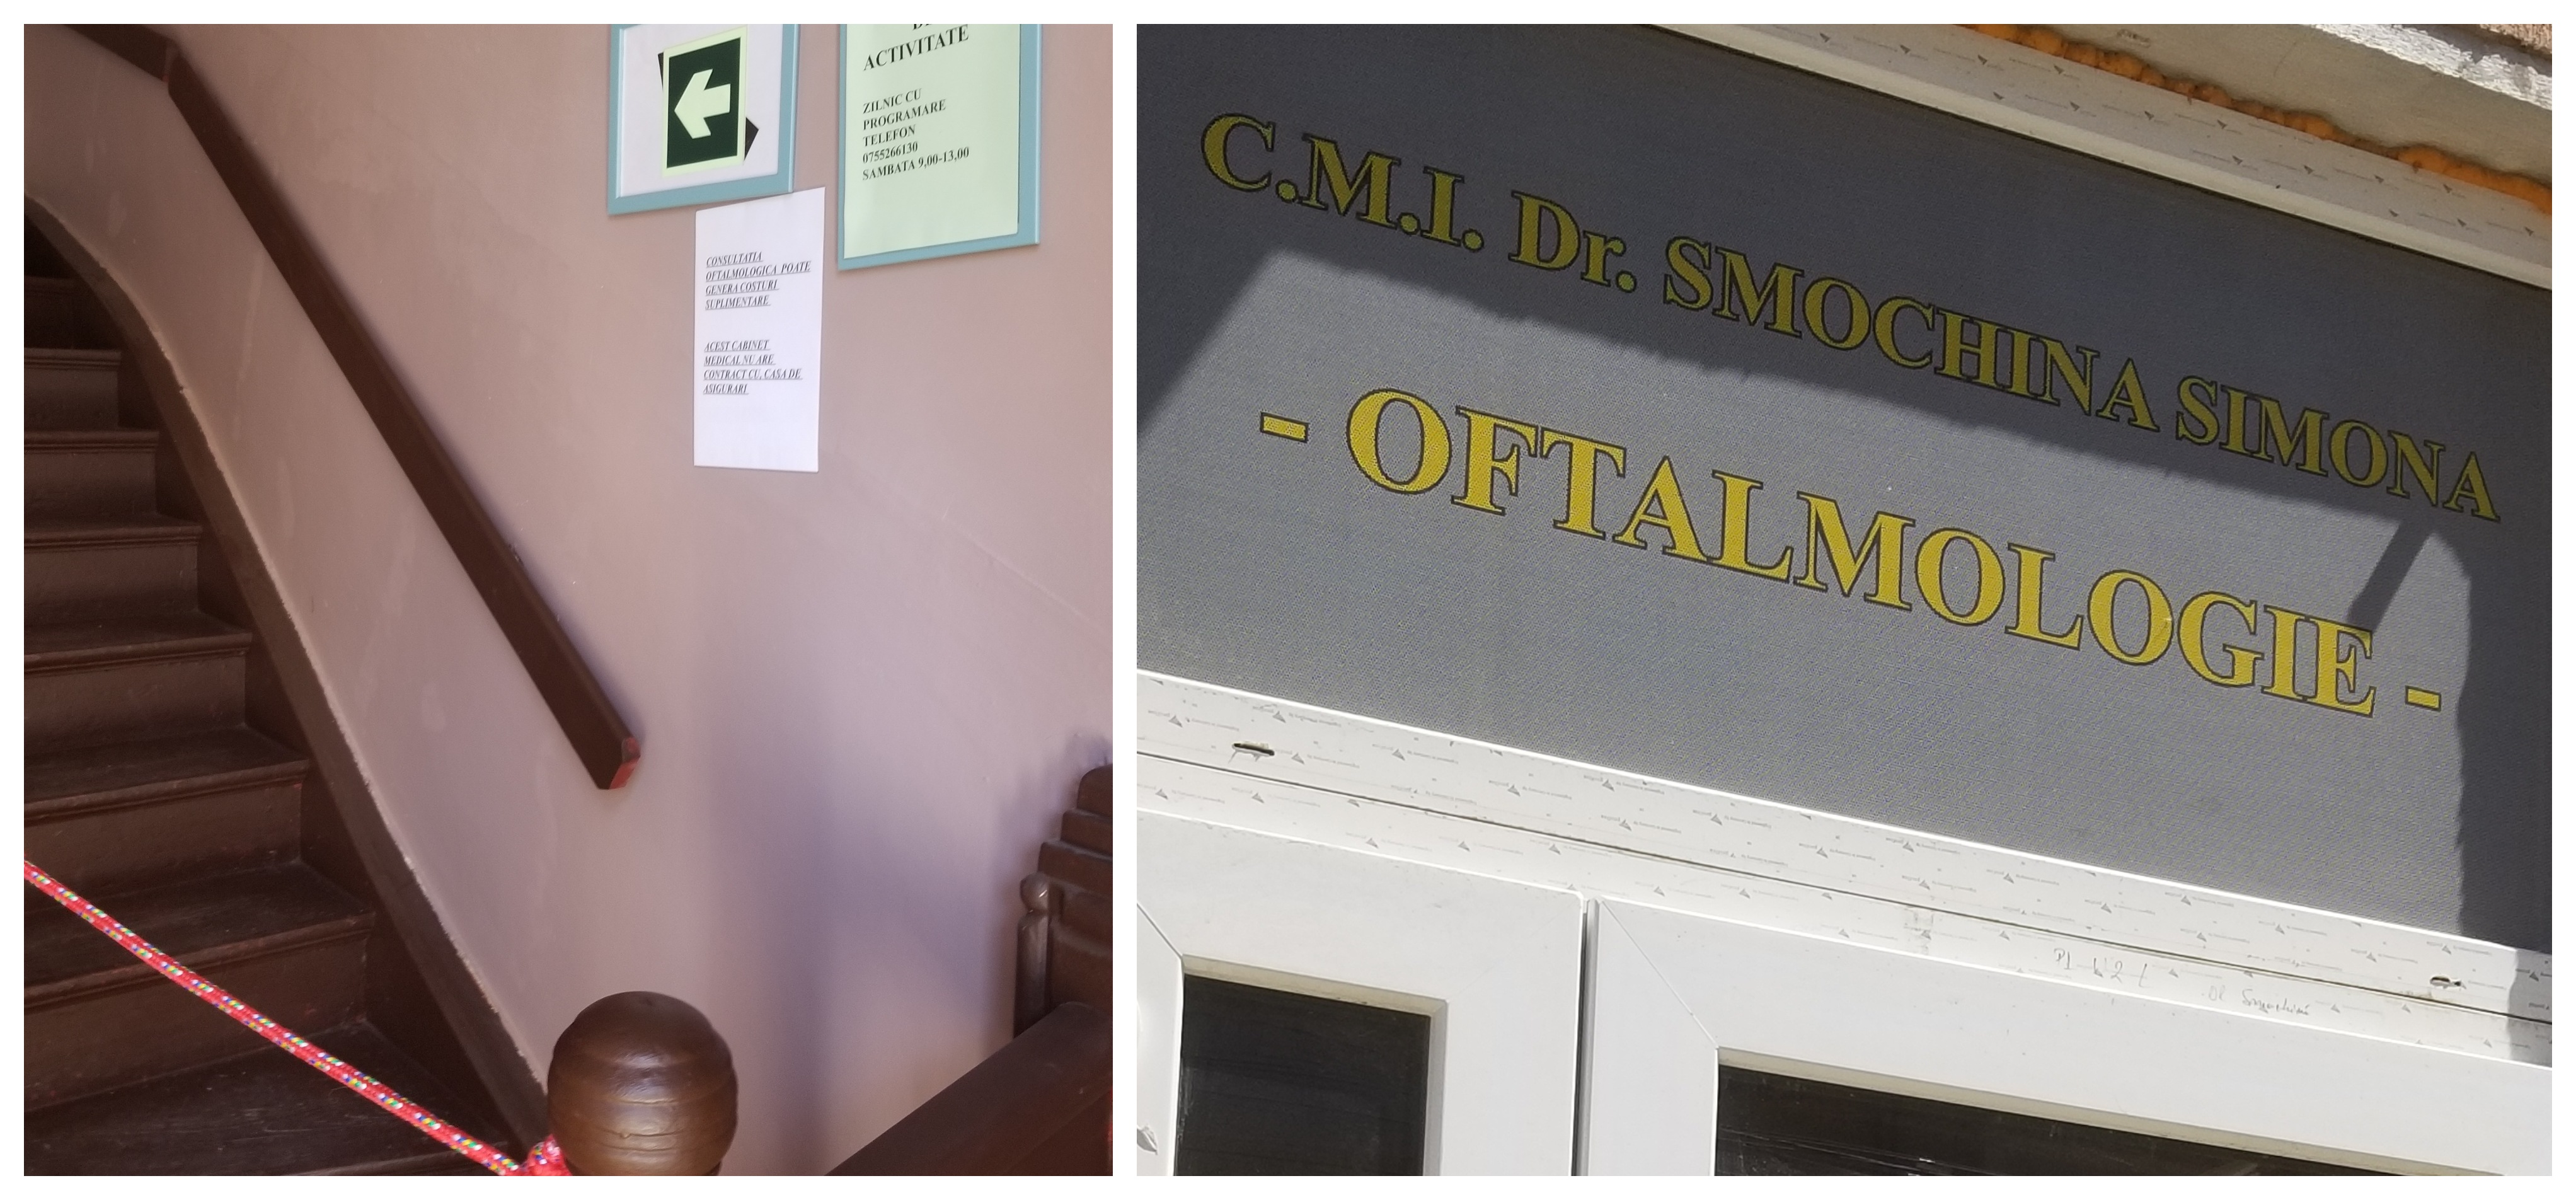 ACTIVITATE
ZILNIC CU
PROGRAMARE
TELEFON
0755266130
SAMBATA 9,00-13,00
CONSULTATIA
OFTALMOLOGICA POATE
GENERA COSTURI
SUPLIMENTARE
ACEST CABINET
MEDICAL NU ARE
CONTRACT CU, CASA DE
ASIGURARI
C.M.I. Dr. SMOCHINA SIMONA
- OFTALMOLOGIE -